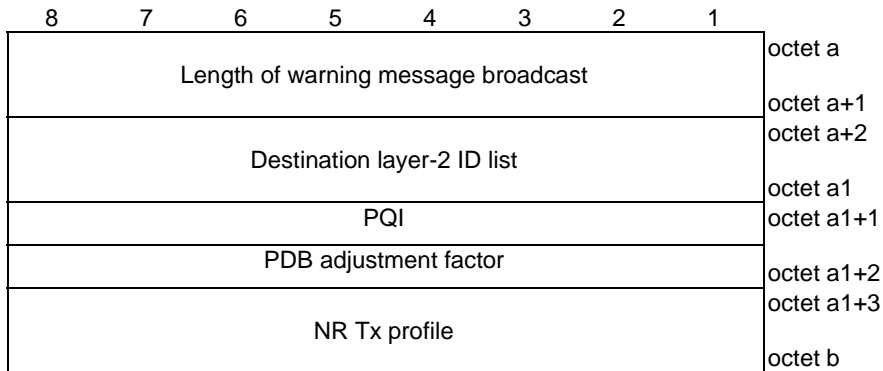 8 7 6 5 4 3 2 1
octet a
Length of warning message broadcast
octet a+1
octet a+2
Destination layer-2 ID list
octet a1
PQI octet a1+1
PDB adjustment factor
octet a1+2
octet a1+3
NR Tx profile
octet b